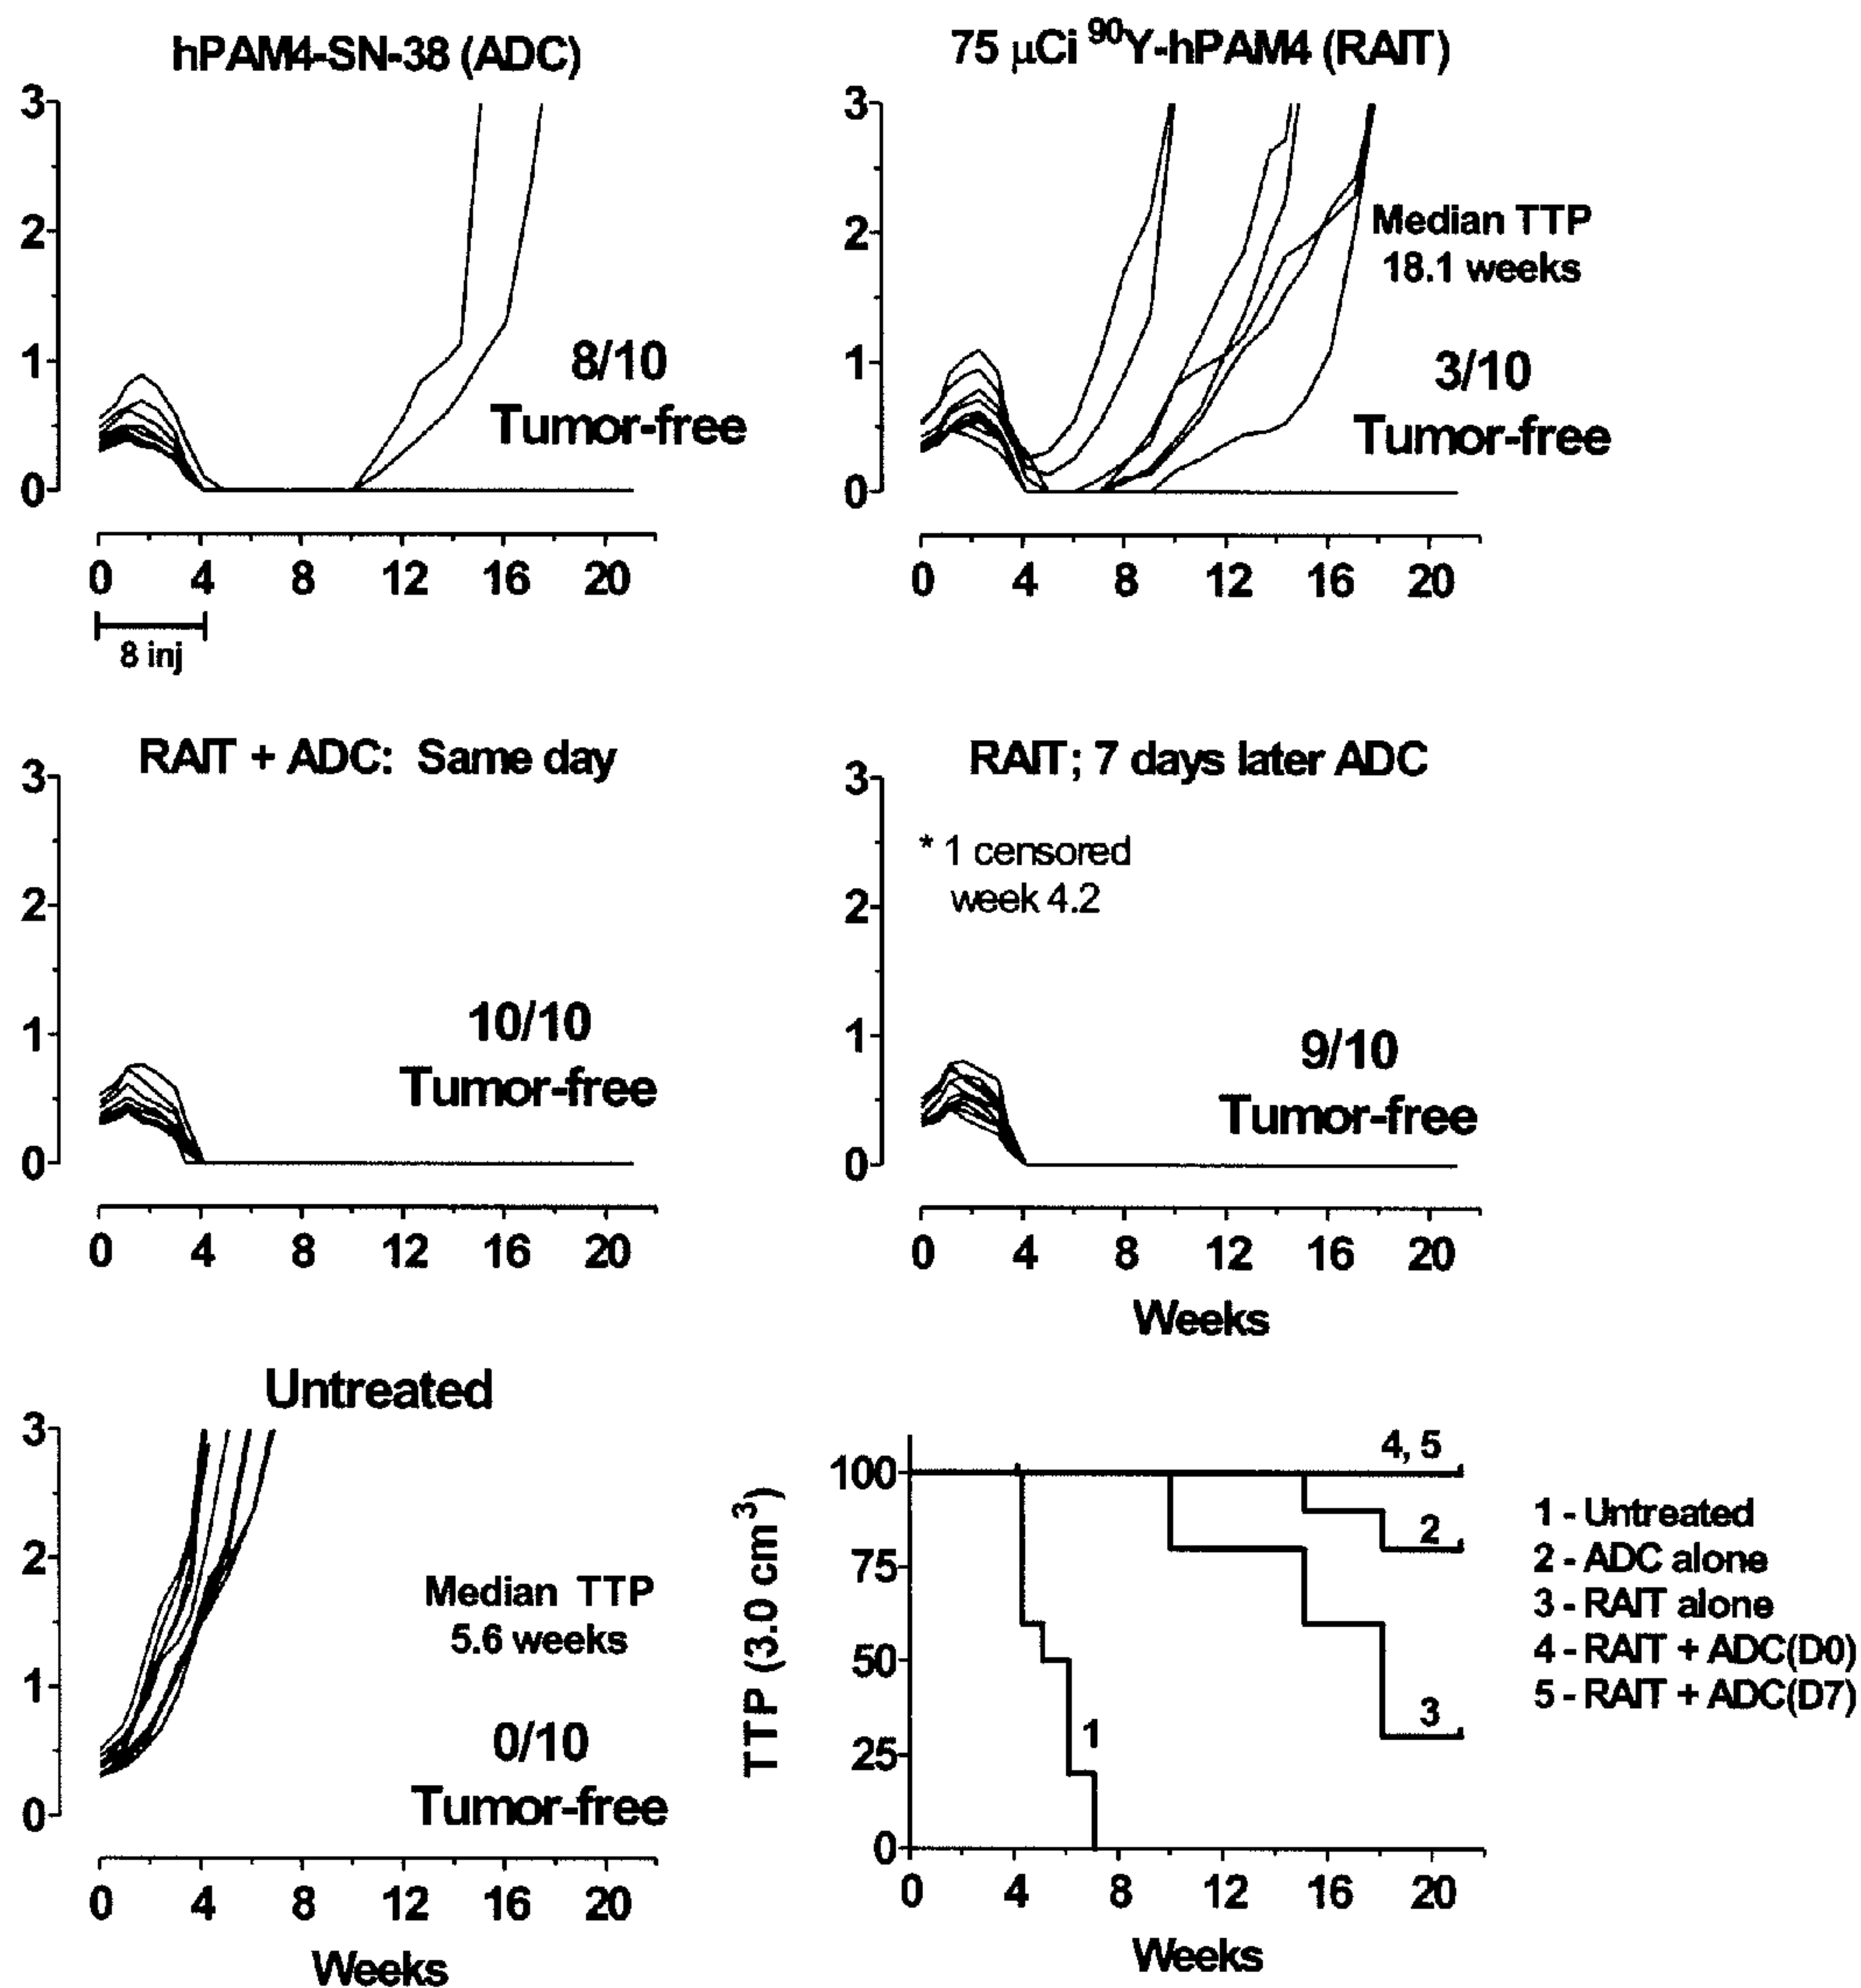 hPAM4-SN-38 (ADC)
3
2
1
0
8/10
Tumor-free
0 4 8 12 16 20
8 inj
75 µCi ⁹⁰Y-hPAM4 (RAIT)
3
2
1
0
Median TTP
18.1 weeks
3/10
Tumor-free
0 4 8 12 16 20
RAIT + ADC: Same day
3
2
1
0
10/10
Tumor-free
0 4 8 12 16 20
RAIT; 7 days later ADC
3
2
1
0
* 1 censored
week 4.2
9/10
Tumor-free
0 4 8 12 16 20
Weeks
Untreated
3
2
1
0
Median TTP
5.6 weeks
0/10
Tumor-free
0 4 8 12 16 20
Weeks
TTP (3.0 cm³)
100
75
50
25
0
4, 5
2
3
1
0 4 8 12 16 20
Weeks
1 - Untreated
2 - ADC alone
3 - RAIT alone
4 - RAIT + ADC(D0)
5 - RAIT + ADC(D7)